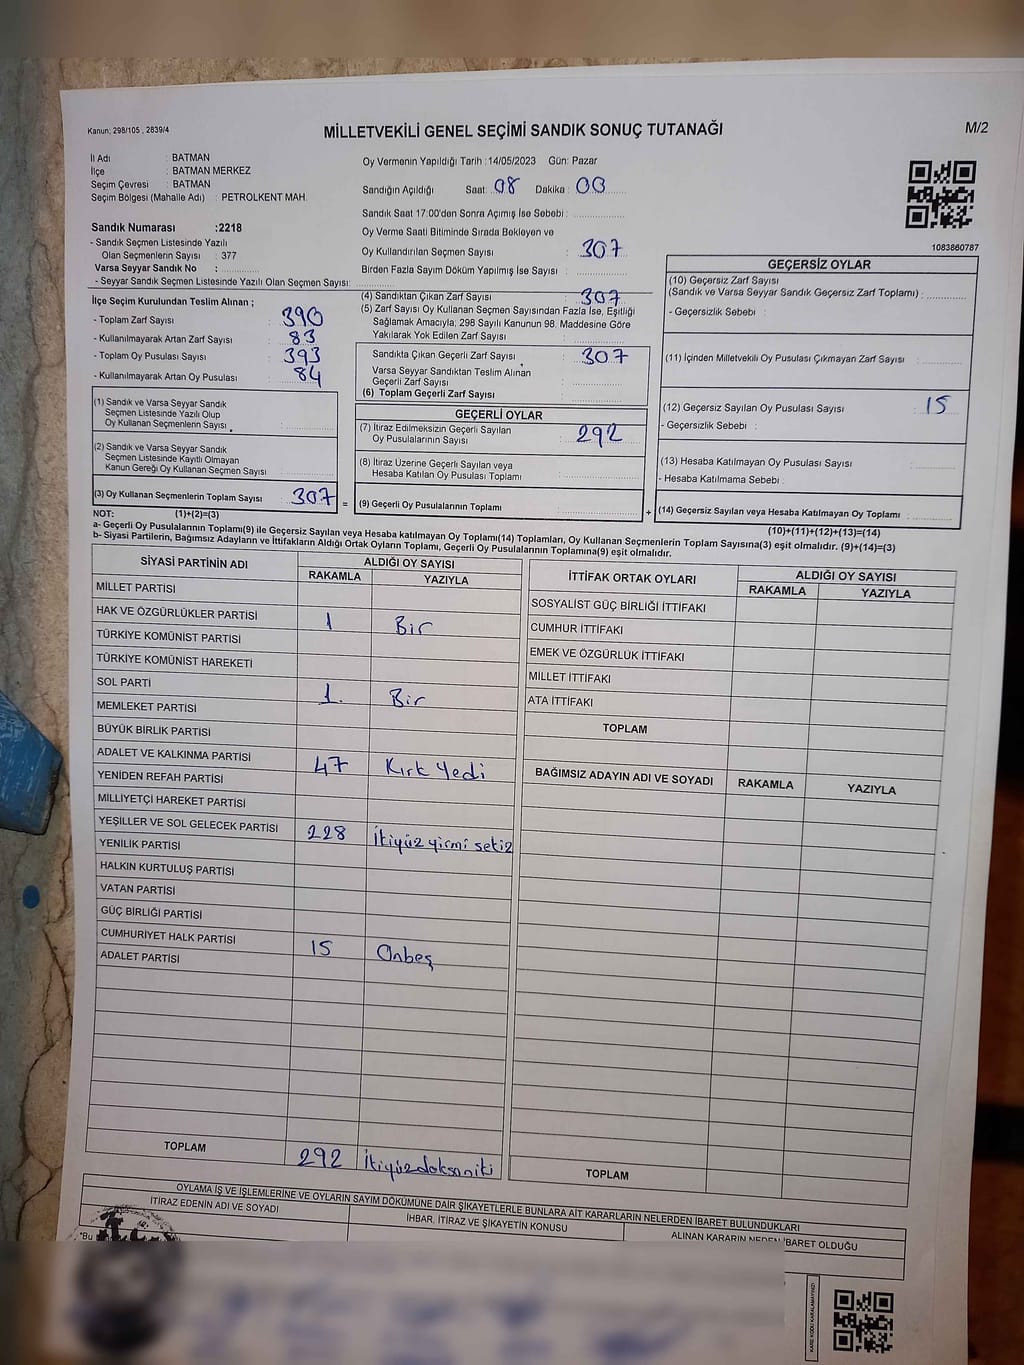 Kanun; 298/105 , 2839/4
MİLLETVEKİLİ GENEL SEÇİMİ SANDIK SONUÇ TUTANAĞI
M/2
İl Adı : BATMAN
İlçe : BATMAN MERKEZ
Seçim Çevresi : BATMAN
Seçim Bölgesi (Mahalle Adı) : PETROLKENT MAH.
Oy Vermenin Yapıldığı Tarih :14/05/2023 Gün: Pazar
Sandığın Açıldığı Saat: 08 Dakika : 00
Sandık Saat 17:00'den Sonra Açımış İse Sebebi :
Sandık Numarası :2218
- Sandık Seçmen Listesinde Yazılı
Olan Seçmenlerin Sayısı : 377
Varsa Seyyar Sandık No :
- Seyyar Sandık Seçmen Listesinde Yazılı Olan Seçmen Sayısı:
Oy Verme Saati Bitiminde Sırada Bekleyen ve
Oy Kullandırılan Seçmen Sayısı : 307
Birden Fazla Sayım Döküm Yapılmış İse Sayısı :
1083860787
İlçe Seçim Kurulundan Teslim Alınan ;
- Toplam Zarf Sayısı : 390
- Kullanılmayarak Artan Zarf Sayısı : 83
- Toplam Oy Pusulası Sayısı : 393
- Kullanılmayarak Artan Oy Pusulası : 84
(4) Sandıktan Çıkan Zarf Sayısı : 307
(5) Zarf Sayısı Oy Kullanan Seçmen Sayısından Fazla İse, Eşitliği
Sağlamak Amacıyla; 298 Sayılı Kanunun 98. Maddesine Göre
Yakılarak Yok Edilen Zarf Sayısı :
Sandıkta Çıkan Geçerli Zarf Sayısı : 307
Varsa Seyyar Sandıktan Teslim Alınan
Geçerli Zarf Sayısı :
(6) Toplam Geçerli Zarf Sayısı :
GEÇERSİZ OYLAR
(10) Geçersiz Zarf Sayısı
(Sandık ve Varsa Seyyar Sandık Geçersiz Zarf Toplamı) :
- Geçersizlik Sebebi :
(11) İçinden Milletvekili Oy Pusulası Çıkmayan Zarf Sayısı :
(12) Geçersiz Sayılan Oy Pusulası Sayısı : 15
- Geçersizlik Sebebi :
(13) Hesaba Katılmayan Oy Pusulası Sayısı :
- Hesaba Katılmama Sebebi :
(14) Geçersiz Sayılan veya Hesaba Katılmayan Oy Toplamı :
(10)+(11)+(12)+(13)=(14)
(1) Sandık ve Varsa Seyyar Sandık
Seçmen Listesinde Yazılı Olup
Oy Kullanan Seçmenlerin Sayısı :
(2) Sandık ve Varsa Seyyar Sandık
Seçmen Listesinde Kayıtlı Olmayan
Kanun Gereği Oy Kullanan Seçmen Sayısı :
(3) Oy Kullanan Seçmenlerin Toplam Sayısı : 307 =
GEÇERLİ OYLAR
(7) İtiraz Edilmeksizin Geçerli Sayılan
Oy Pusulalarının Sayısı : 292
(8) İtiraz Üzerine Geçerli Sayılan veya
Hesaba Katılan Oy Pusulası Toplamı :
(9) Geçerli Oy Pusulalarının Toplamı : +
NOT: (1)+(2)=(3)
a- Geçerli Oy Pusulalarının Toplamı(9) ile Geçersiz Sayılan veya Hesaba katılmayan Oy Toplamı(14) Toplamları, Oy Kullanan Seçmenlerin Toplam Sayısına(3) eşit olmalıdır. (9)+(14)=(3)
b- Siyasi Partilerin, Bağımsız Adayların ve İttifakların Aldığı Ortak Oyların Toplamı, Geçerli Oy Pusulalarının Toplamına(9) eşit olmalıdır.
SİYASİ PARTİNİN ADI ALDIĞI OY SAYISI
RAKAMLA YAZIYLA
MİLLET PARTİSİ
HAK VE ÖZGÜRLÜKLER PARTİSİ 1 Bir
TÜRKİYE KOMÜNİST PARTİSİ
TÜRKİYE KOMÜNİST HAREKETİ
SOL PARTİ 1. Bir
MEMLEKET PARTİSİ
BÜYÜK BİRLİK PARTİSİ
ADALET VE KALKINMA PARTİSİ 47 Kırk Yedi
YENİDEN REFAH PARTİSİ
MİLLİYETÇİ HAREKET PARTİSİ
YEŞİLLER VE SOL GELECEK PARTİSİ 228 İkiyüz yirmi sekiz
YENİLİK PARTİSİ
HALKIN KURTULUŞ PARTİSİ
VATAN PARTİSİ
GÜÇ BİRLİĞİ PARTİSİ
CUMHURİYET HALK PARTİSİ 15 Onbeş
ADALET PARTİSİ
TOPLAM 292 İkiyüzdoksaniki
İTTİFAK ORTAK OYLARI ALDIĞI OY SAYISI
RAKAMLA YAZIYLA
SOSYALİST GÜÇ BİRLİĞİ İTTİFAKI
CUMHUR İTTİFAKI
EMEK VE ÖZGÜRLÜK İTTİFAKI
MİLLET İTTİFAKI
ATA İTTİFAKI
TOPLAM
BAĞIMSIZ ADAYIN ADI VE SOYADI RAKAMLA YAZIYLA
TOPLAM
OYLAMA İŞ VE İŞLEMLERİNE VE OYLARIN SAYIM DÖKÜMÜNE DAİR ŞİKAYETLERLE BUNLARA AİT KARARLARIN NELERDEN İBARET BULUNDUKLARI
İTİRAZ EDENİN ADI VE SOYADI İHBAR, İTİRAZ VE ŞİKAYETİN KONUSU ALINAN KARARIN NEDEN İBARET OLDUĞU
"Bu